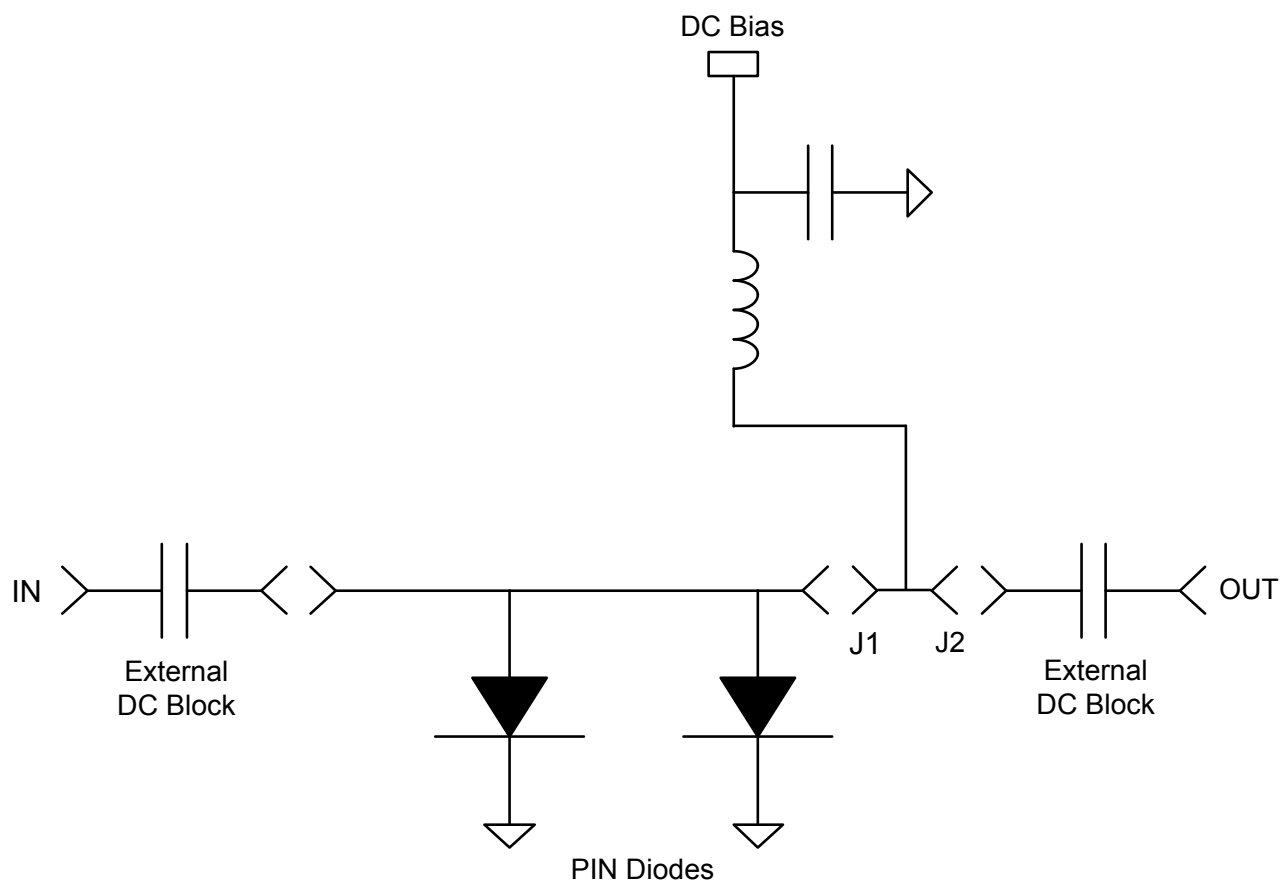 DC Bias
IN
OUT
J1
J2
External
DC Block
External
DC Block
PIN Diodes